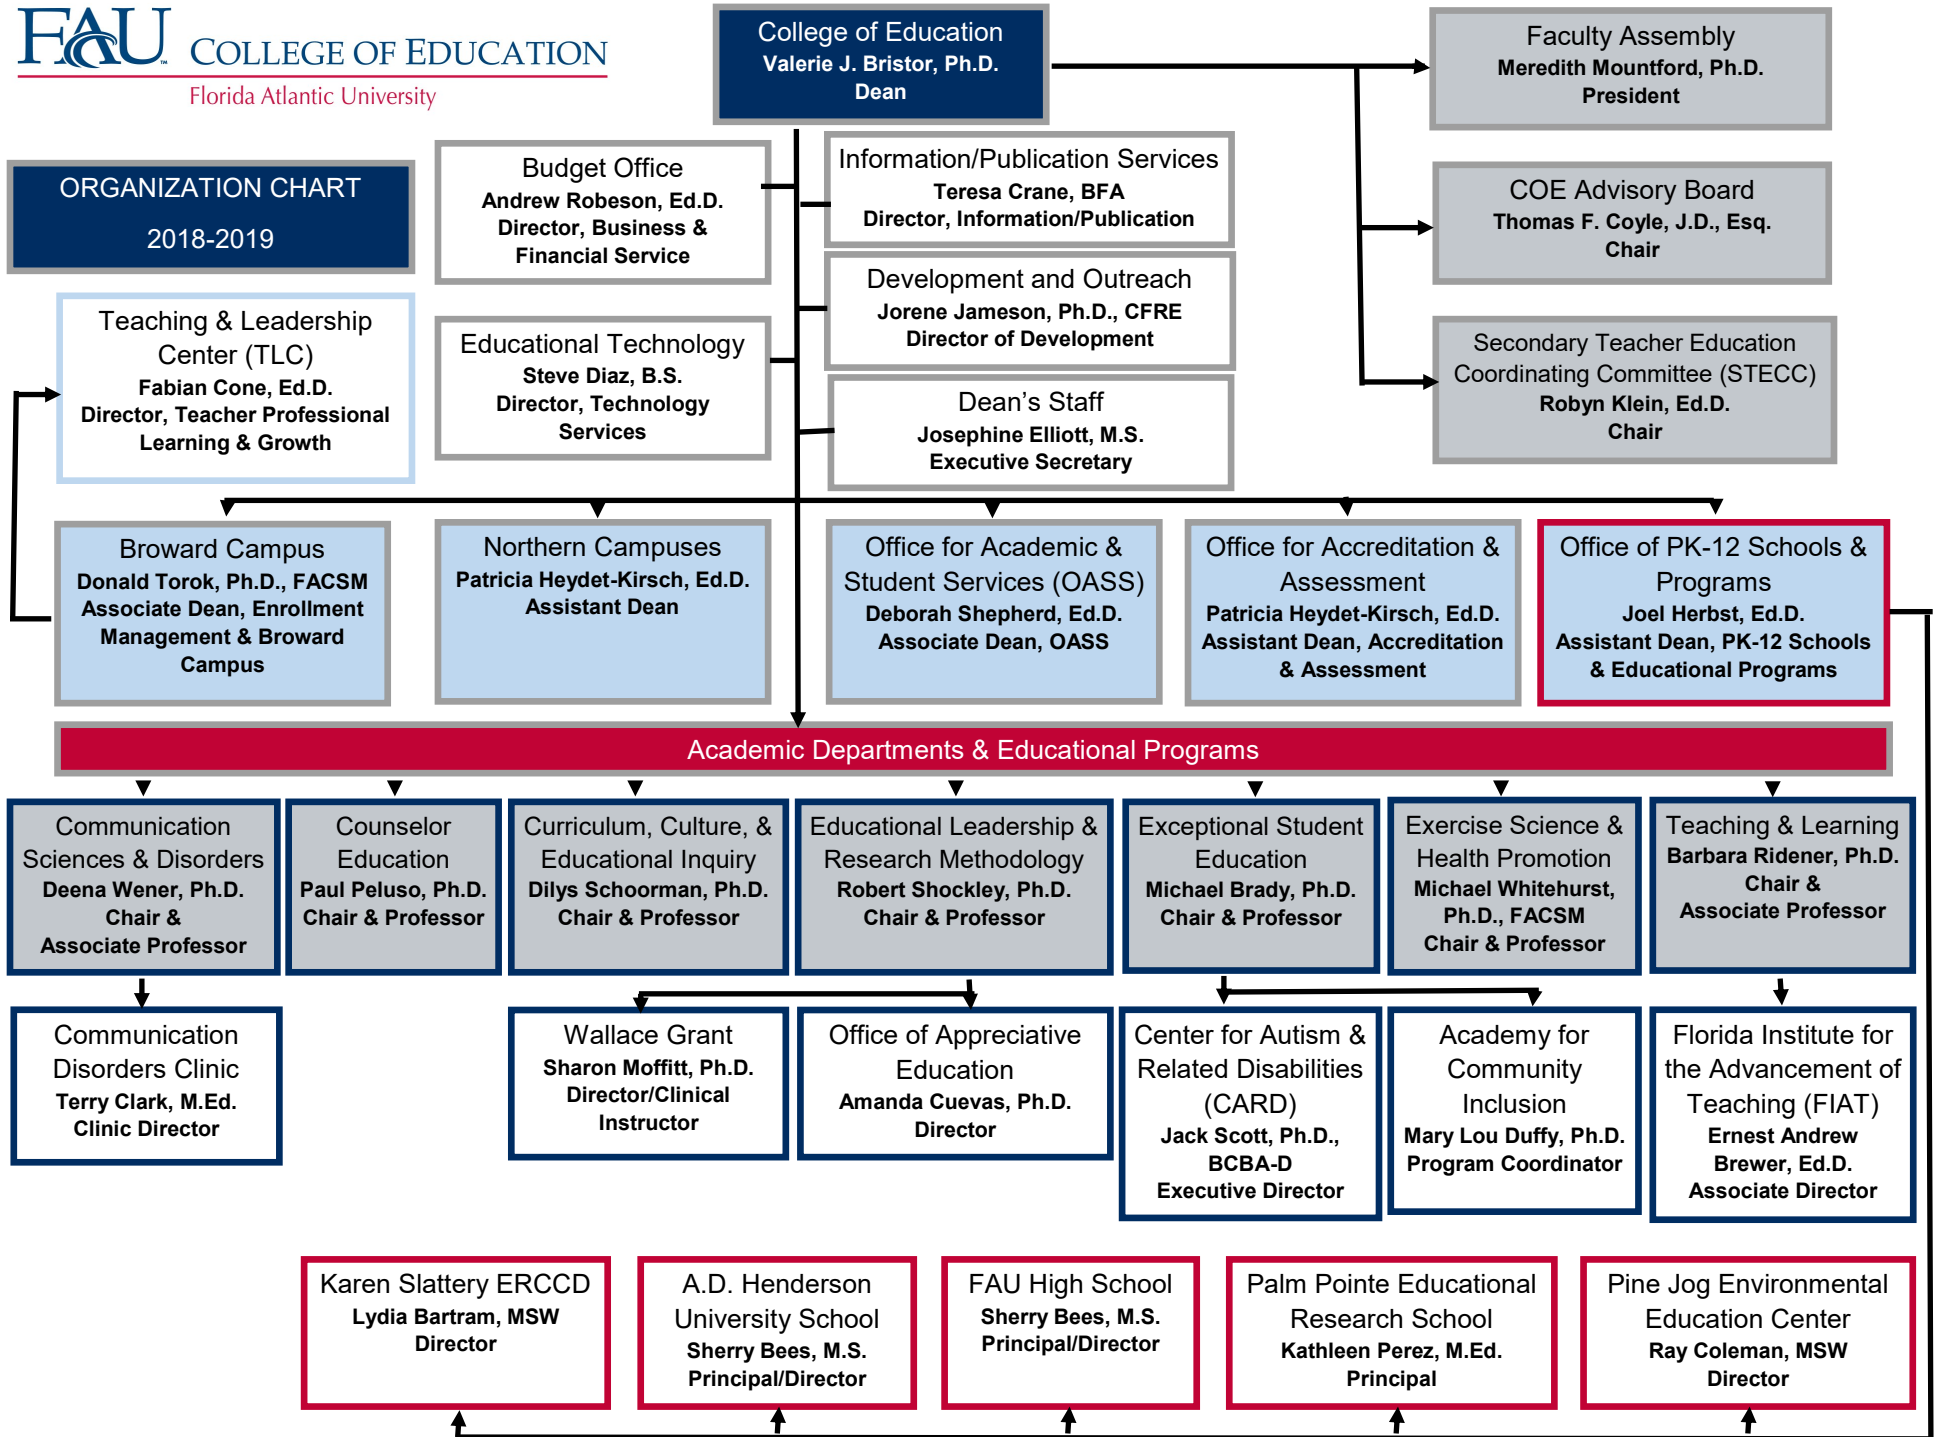 FAU COLLEGE OF EDUCATION
Florida Atlantic University
College of Education
Valerie J. Bristor, Ph.D.
Dean
Faculty Assembly
Meredith Mountford, Ph.D.
President
ORGANIZATION CHART
2018-2019
Budget Office
Andrew Robeson, Ed.D.
Director, Business &
Financial Service
Information/Publication Services
Teresa Crane, BFA
Director, Information/Publication
COE Advisory Board
Thomas F. Coyle, J.D., Esq.
Chair
Development and Outreach
Jorene Jameson, Ph.D., CFRE
Director of Development
Teaching & Leadership
Center (TLC)
Fabian Cone, Ed.D.
Director, Teacher Professional
Learning & Growth
Educational Technology
Steve Diaz, B.S.
Director, Technology
Services
Dean’s Staff
Josephine Elliott, M.S.
Executive Secretary
Secondary Teacher Education
Coordinating Committee (STECC)
Robyn Klein, Ed.D.
Chair
Broward Campus
Donald Torok, Ph.D., FACSM
Associate Dean, Enrollment
Management & Broward
Campus
Northern Campuses
Patricia Heydet-Kirsch, Ed.D.
Assistant Dean
Office for Academic &
Student Services (OASS)
Deborah Shepherd, Ed.D.
Associate Dean, OASS
Office for Accreditation &
Assessment
Patricia Heydet-Kirsch, Ed.D.
Assistant Dean, Accreditation
& Assessment
Office of PK-12 Schools &
Programs
Joel Herbst, Ed.D.
Assistant Dean, PK-12 Schools
& Educational Programs
Academic Departments & Educational Programs
Communication
Sciences & Disorders
Deena Wener, Ph.D.
Chair &
Associate Professor
Counselor
Education
Paul Peluso, Ph.D.
Chair & Professor
Curriculum, Culture, &
Educational Inquiry
Dilys Schoorman, Ph.D.
Chair & Professor
Educational Leadership &
Research Methodology
Robert Shockley, Ph.D.
Chair & Professor
Exceptional Student
Education
Michael Brady, Ph.D.
Chair & Professor
Exercise Science &
Health Promotion
Michael Whitehurst,
Ph.D., FACSM
Chair & Professor
Teaching & Learning
Barbara Ridener, Ph.D.
Chair &
Associate Professor
Communication
Disorders Clinic
Terry Clark, M.Ed.
Clinic Director
Wallace Grant
Sharon Moffitt, Ph.D.
Director/Clinical
Instructor
Office of Appreciative
Education
Amanda Cuevas, Ph.D.
Director
Center for Autism &
Related Disabilities
(CARD)
Jack Scott, Ph.D.,
BCBA-D
Executive Director
Academy for
Community
Inclusion
Mary Lou Duffy, Ph.D.
Program Coordinator
Florida Institute for
the Advancement of
Teaching (FIAT)
Ernest Andrew
Brewer, Ed.D.
Associate Director
Karen Slattery ERCCD
Lydia Bartram, MSW
Director
A.D. Henderson
University School
Sherry Bees, M.S.
Principal/Director
FAU High School
Sherry Bees, M.S.
Principal/Director
Palm Pointe Educational
Research School
Kathleen Perez, M.Ed.
Principal
Pine Jog Environmental
Education Center
Ray Coleman, MSW
Director